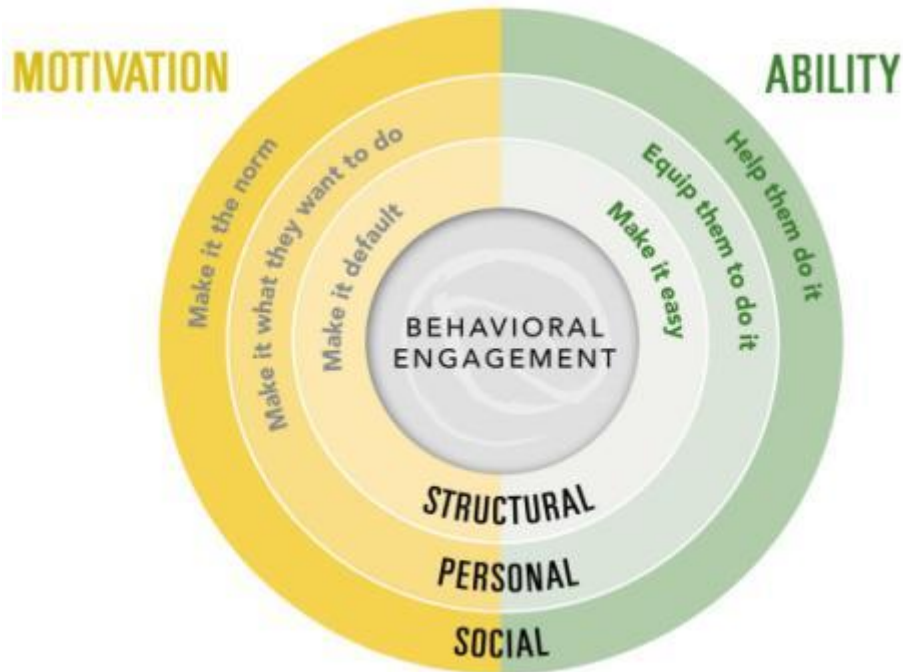 MOTIVATION
ABILITY
Make the norm
Make it what they want to do
Make it default
Help them do it
Equip them to do it
Make it easy
BEHAVIORAL
ENGAGEMENT
STRUCTURAL
PERSONAL
SOCIAL